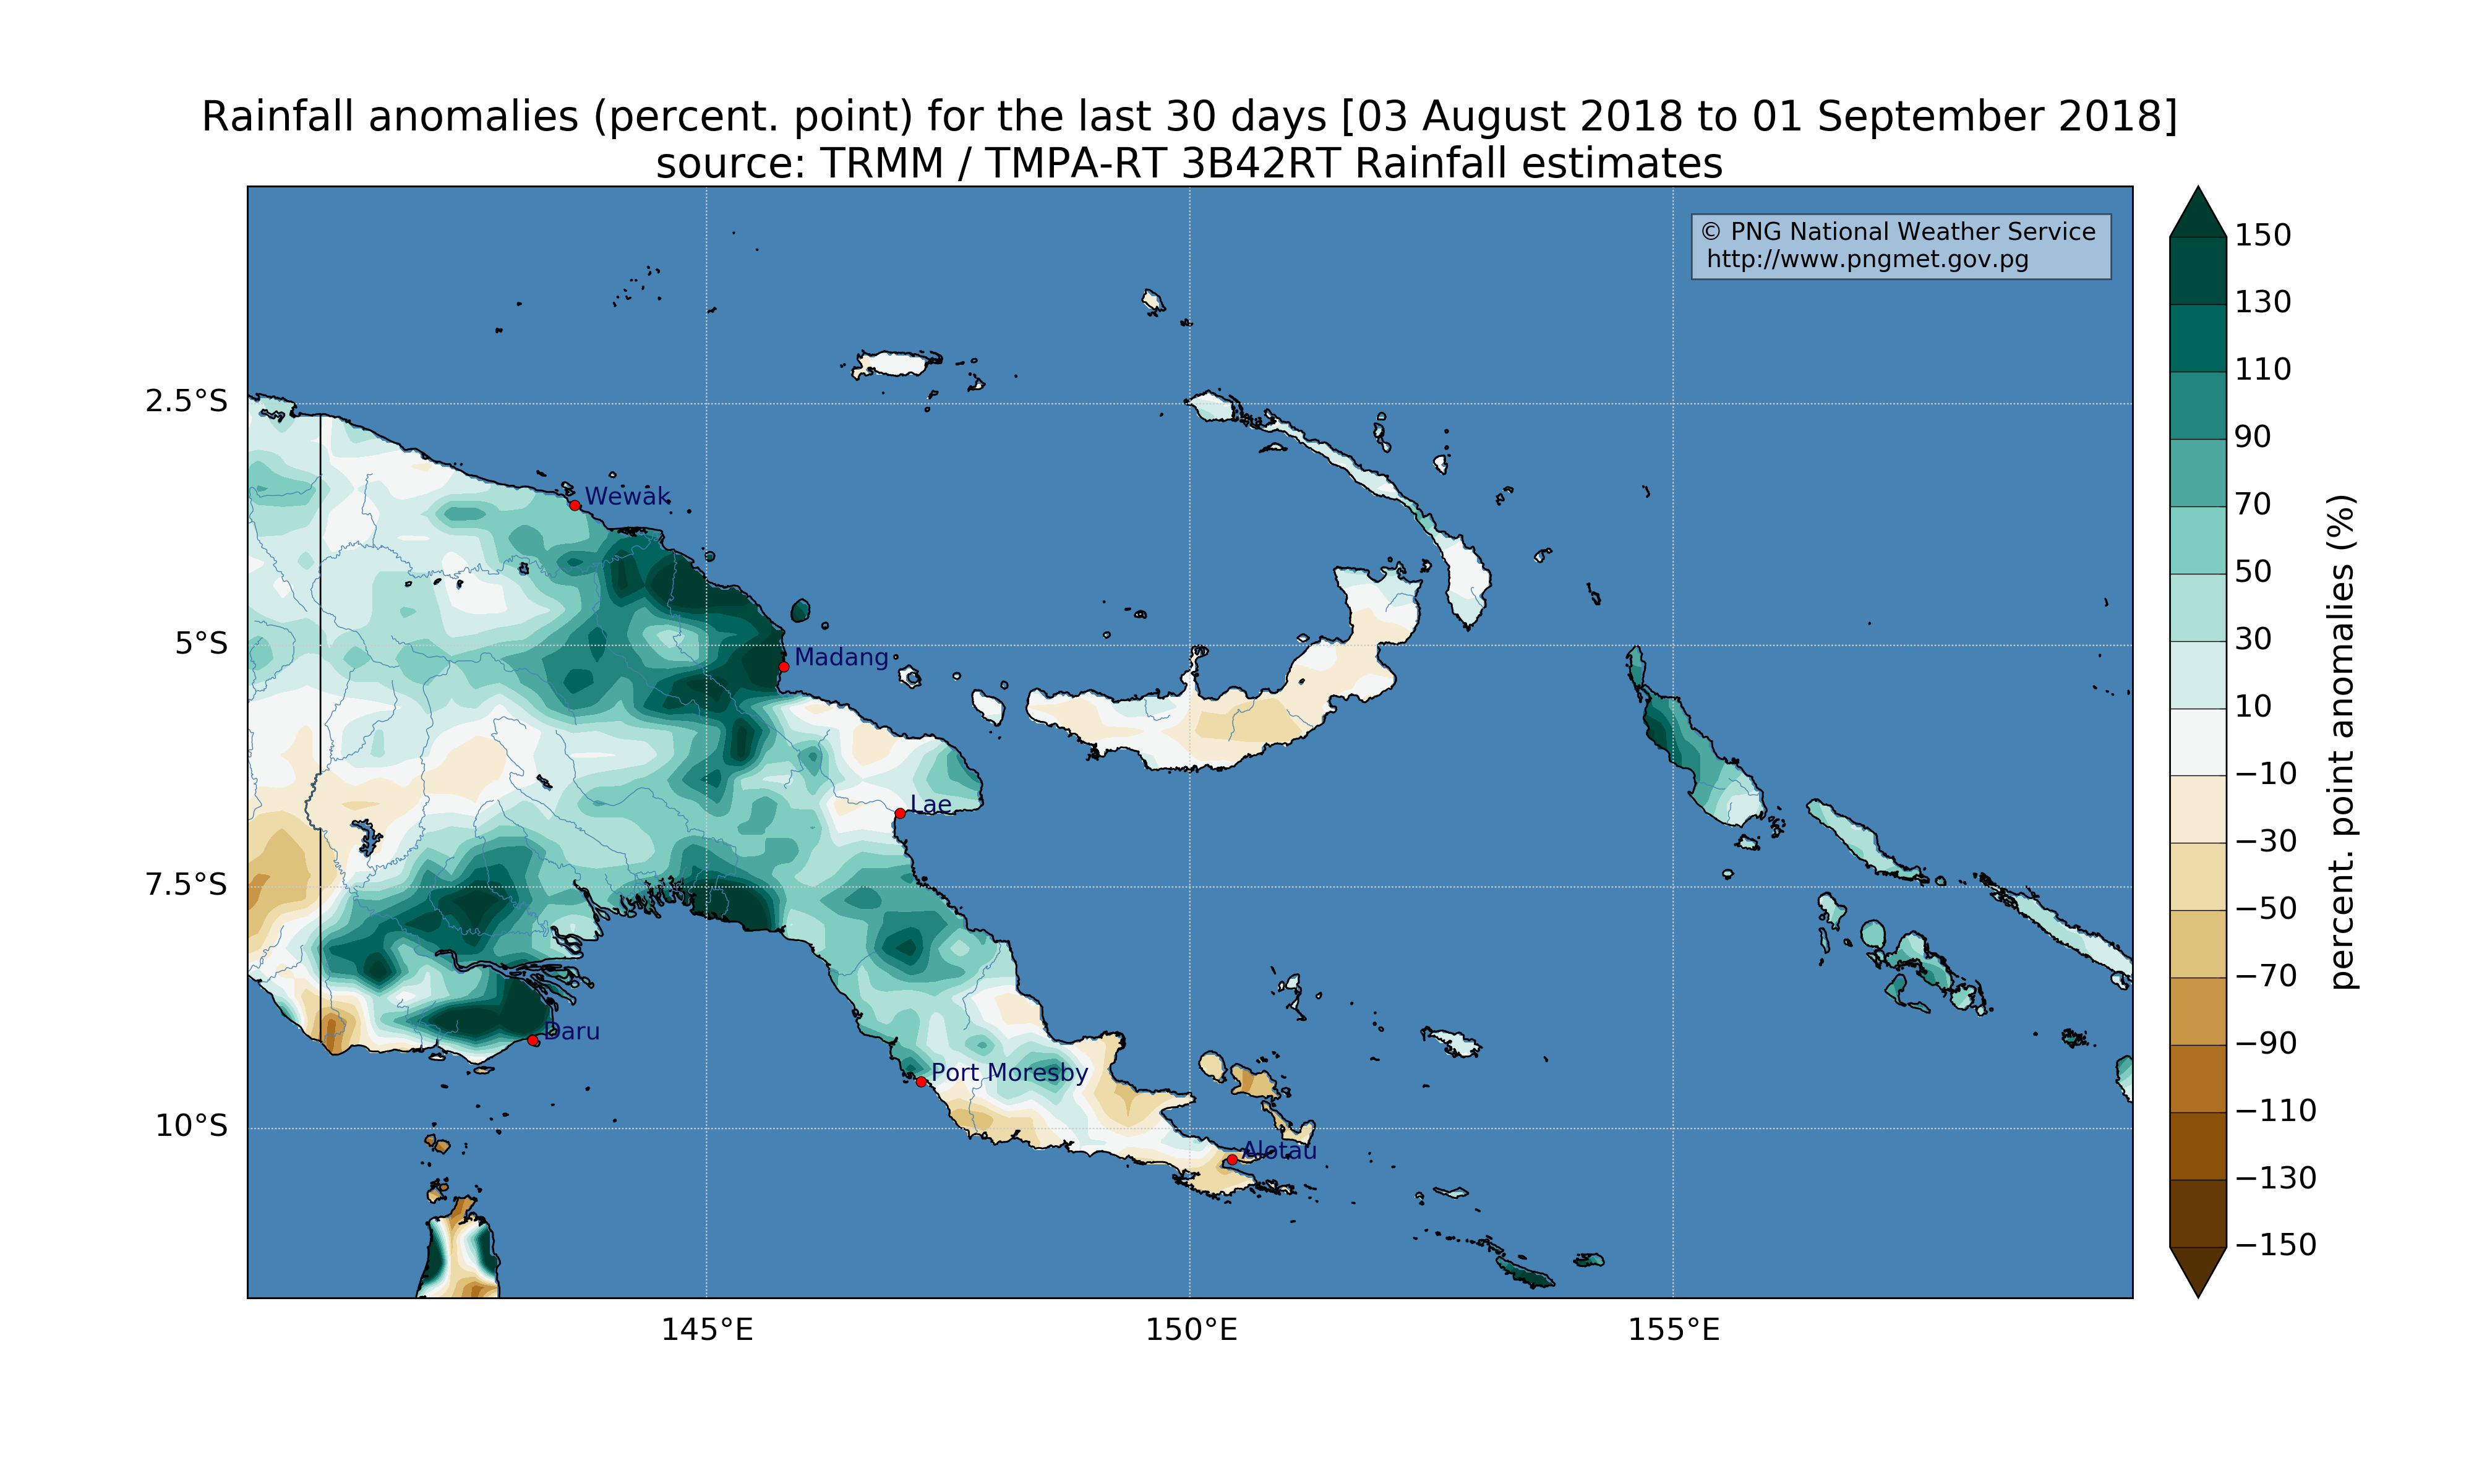 Rainfall anomalies (percent. point) for the last 30 days [03 August 2018 to 01 September 2018]
source: TRMM / TMPA-RT 3B42RT Rainfall estimates
© PNG National Weather Service
http://www.pngmet.gov.pg
2.5°S
5°S
7.5°S
10°S
145°E
150°E
155°E
Wewak
Madang
Lae
Daru
Port Moresby
Alotau
150
130
110
90
70
50
30
10
−10
−30
−50
−70
−90
−110
−130
−150
percent. point anomalies (%)